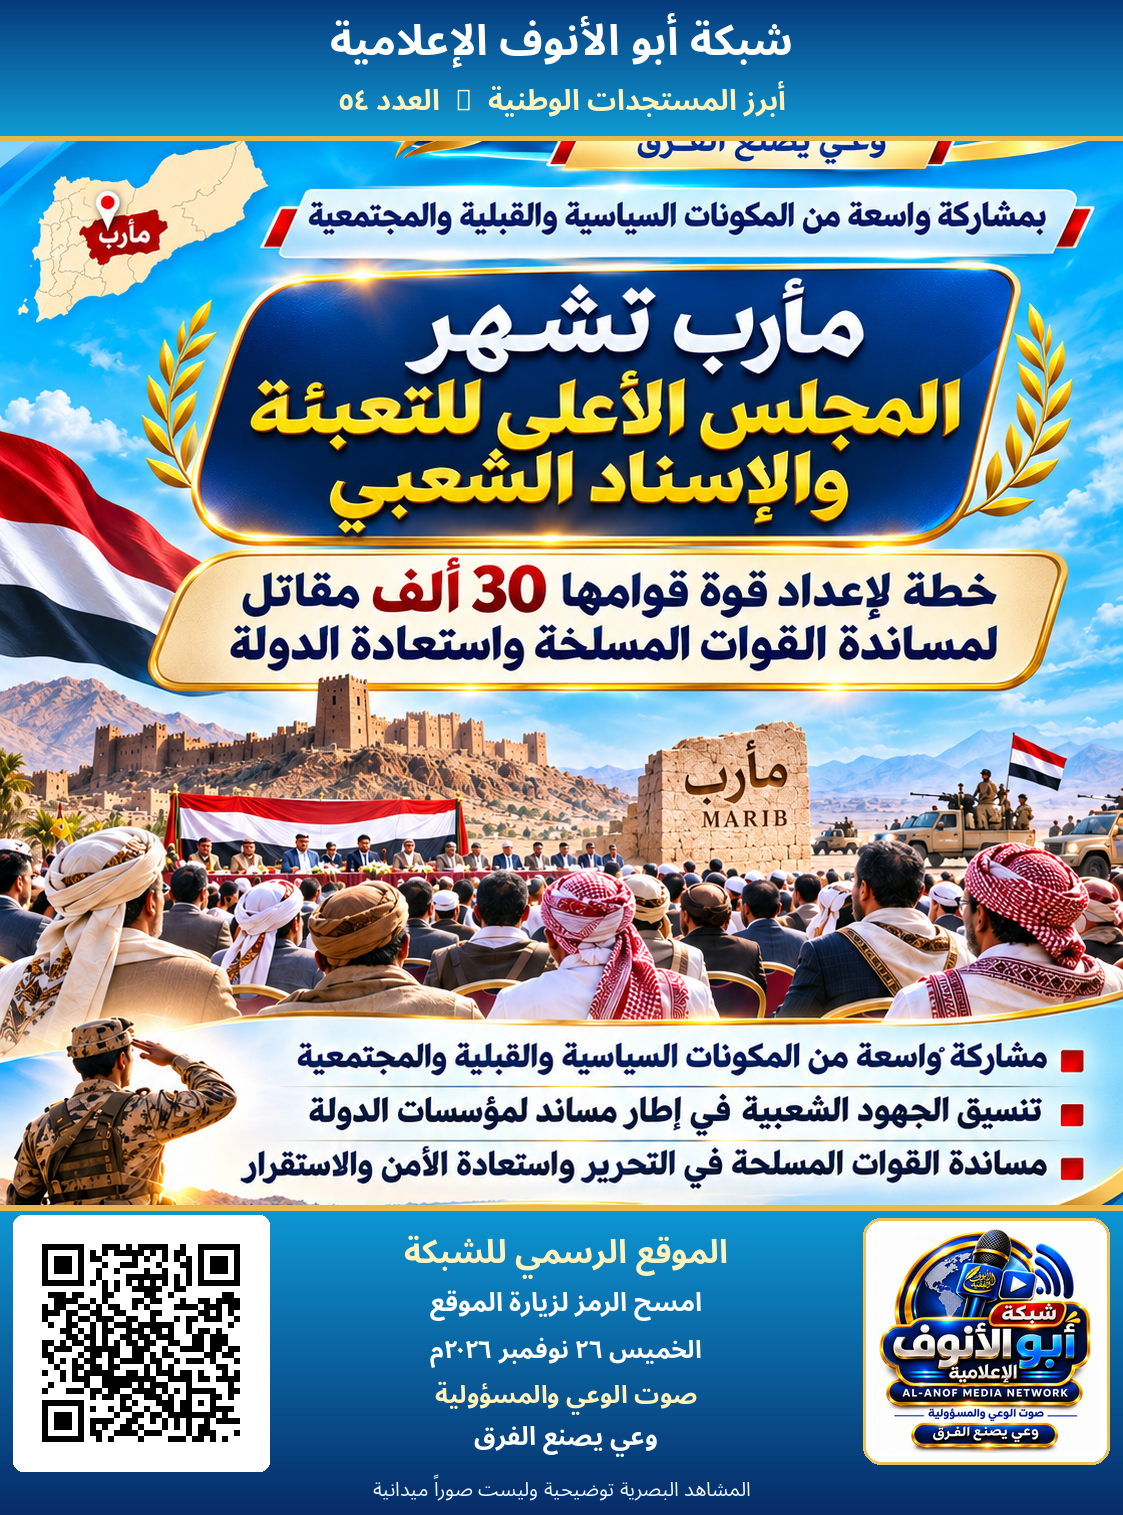 شبكة أبو الأنوف الإعلامية
أبرز المستجدات الوطنية 𛲕 العدد ٥٤
وعي يصنع الفرق
بمشاركة واسعة من المكونات السياسية والقبلية والمجتمعية
مأرب
مأرب تشهر
المجلس الأعلى للتعبئة
والإسناد الشعبي
خطة لإعداد قوة قوامها 30 ألف مقاتل
لمساندة القوات المسلخة واستعادة الدولة
مأرب
MARIB
مشاركة واسعة من المكونات السياسية والقبلية والمجتمعية
تنسيق الجهود الشعبية في إطار مساند لمؤسسات الدولة
مساندة القوات المسلحة في التحرير واستعادة الأمن والاستقرار
الموقع الرسمي للشبكة
امسح الرمز لزيارة الموقع
الخميس ٢٦ نوفمبر ٢٠٢٦م
صوت الوعي والمسؤولية
وعي يصنع الفرق
شبكة
أبو الأنوف
الإعلامية
AL-ANOF MEDIA NETWORK
صوت الوعي والمسؤولية
وعي يصنع الفرق
المشاهد البصرية توضيحية وليست صوراً ميدانية